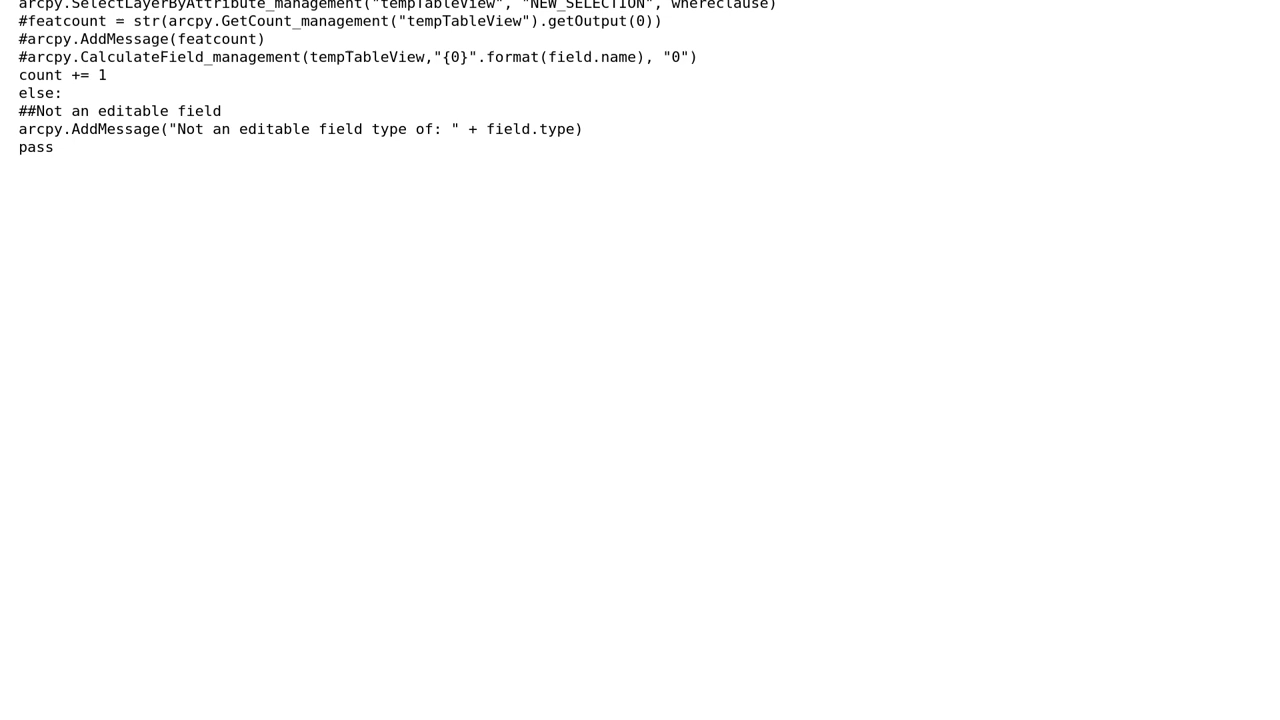 arcpy.SelectLayerByAttribute_management("tempTableView", "NEW_SELECTION", whereclause)
#featcount = str(arcpy.GetCount_management("tempTableView").getOutput(0))
#arcpy.AddMessage(featcount)
#arcpy.CalculateField_management(tempTableView,"{0}".format(field.name), "0")
count += 1
else:
##Not an editable field
arcpy.AddMessage("Not an editable field type of: " + field.type)
pass